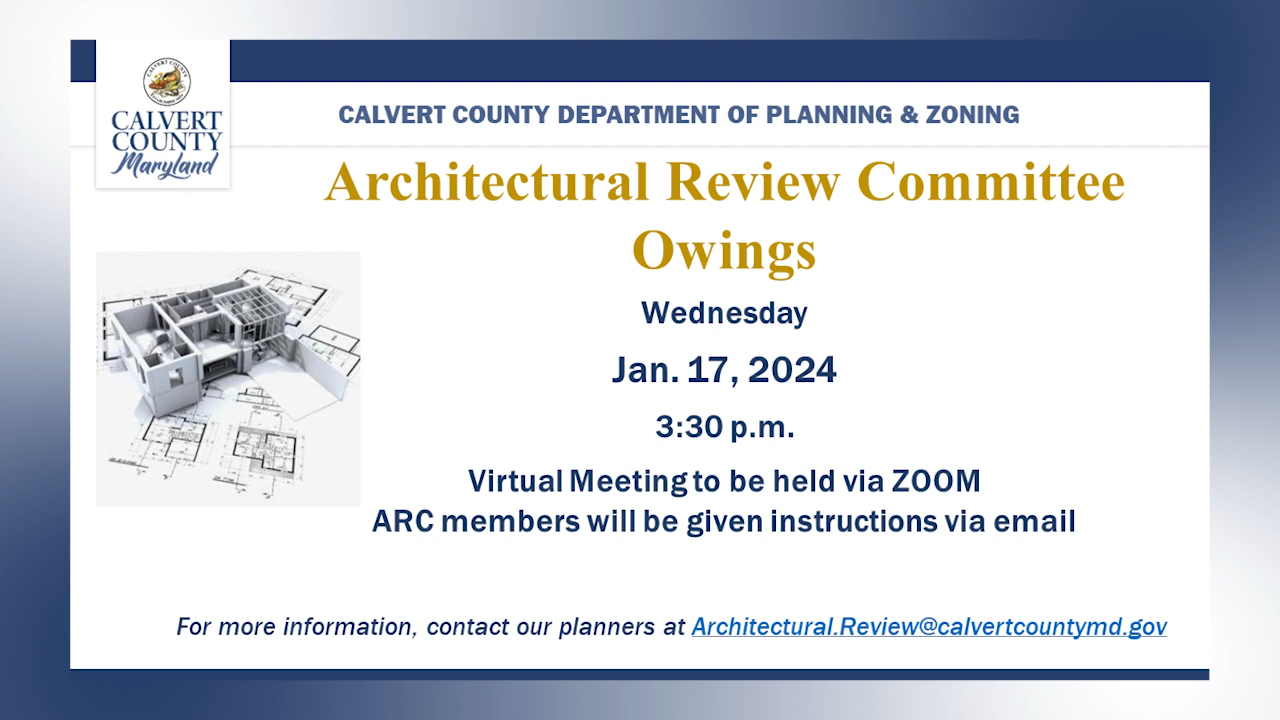 CALVERT COUNTY
CALVERT
COUNTY
Maryland
CALVERT COUNTY DEPARTMENT OF PLANNING & ZONING
Architectural Review Committee
Owings
Wednesday
Jan. 17, 2024
3:30 p.m.
Virtual Meeting to be held via ZOOM
ARC members will be given instructions via email
For more information, contact our planners at Architectural.Review@calvertcountymd.gov